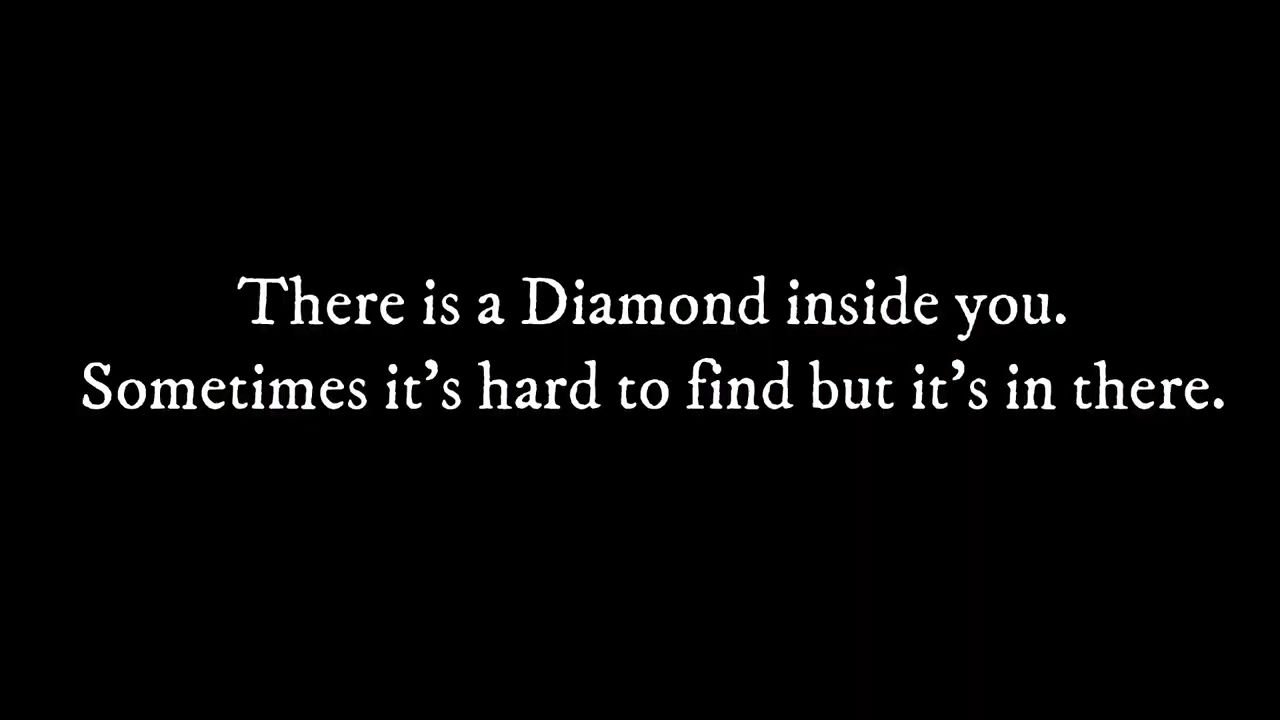 There is a Diamond inside you.
Sometimes it’s hard to find but it’s in there.